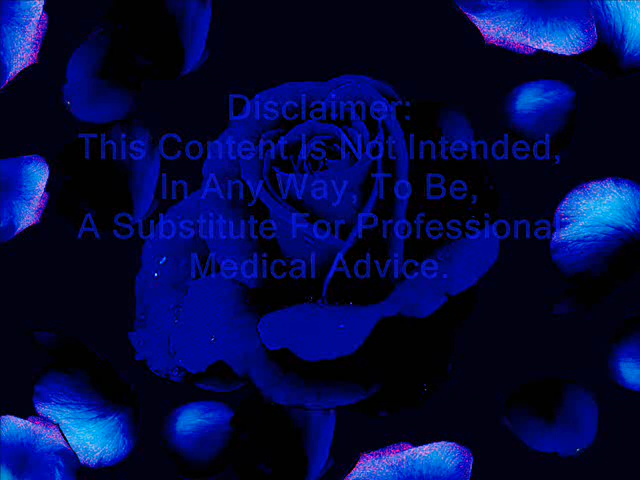 Disclaimer:
This Content Is Not Intended,
In Any Way, To Be,
A Substitute For Professional
Medical Advice.